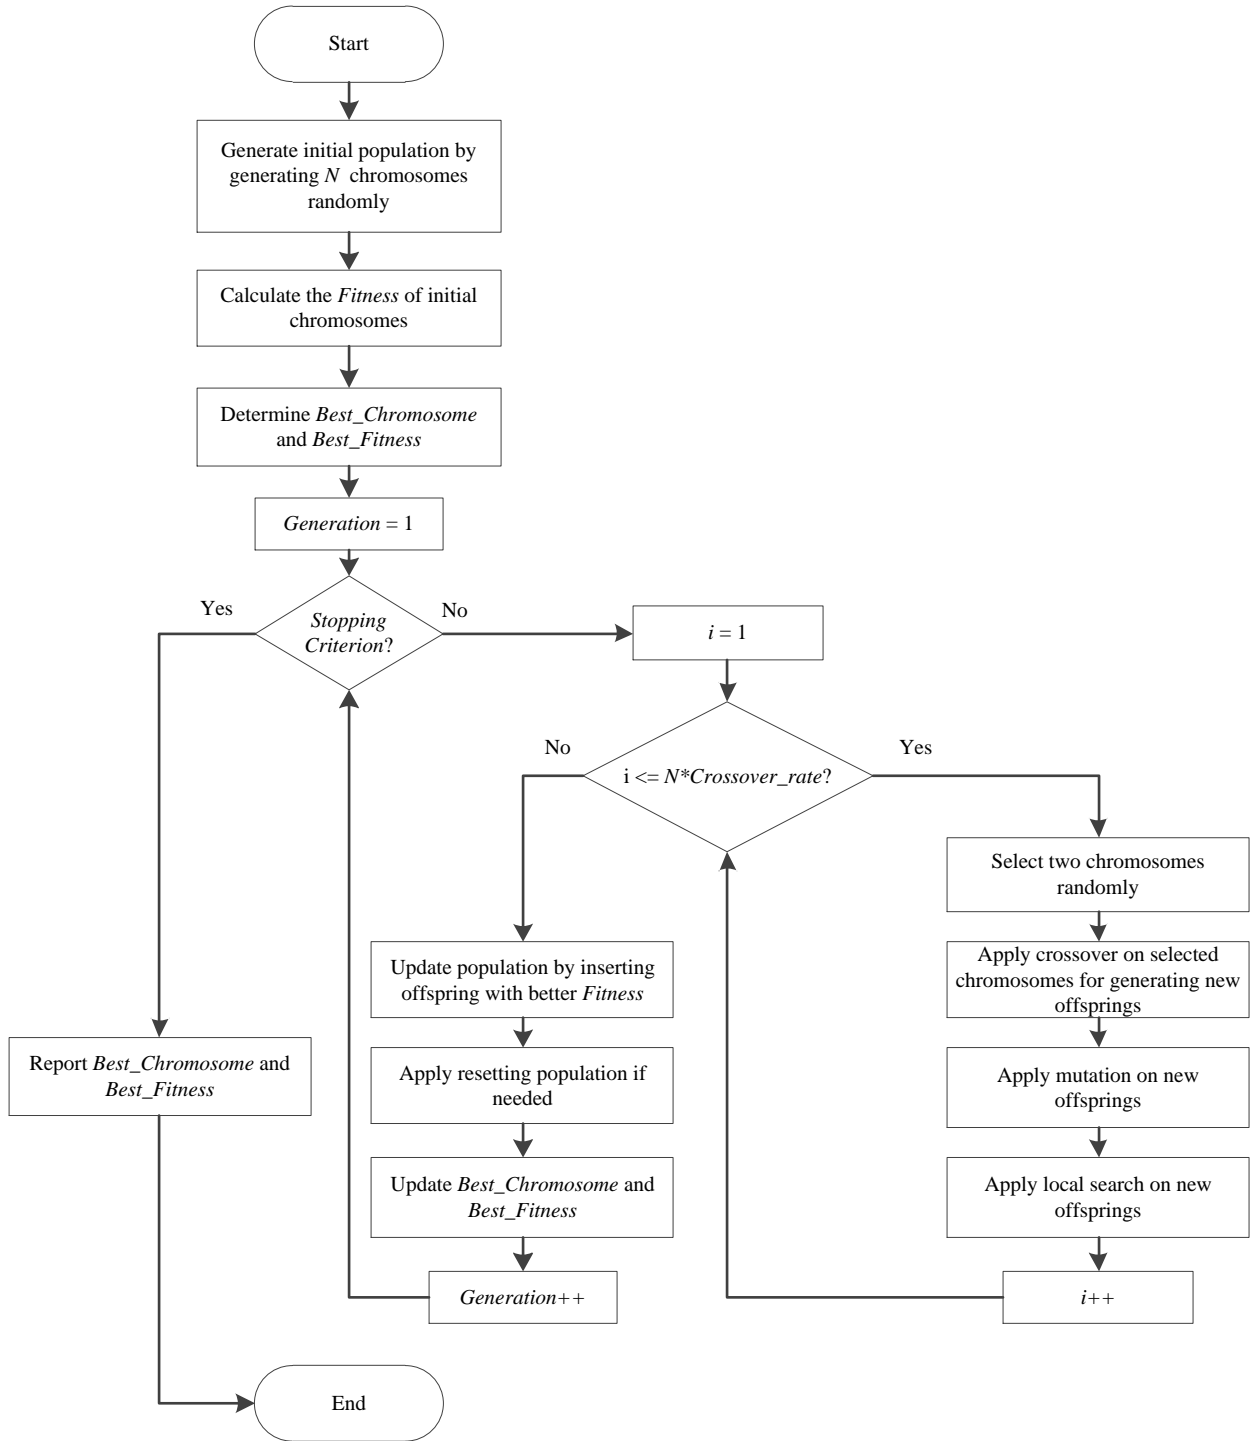 Start
Generate initial population by
generating N chromosomes
randomly
Calculate the Fitness of initial
chromosomes
Determine Best_Chromosome
and Best_Fitness
Generation = 1
Yes
Stopping
Criterion?
No
i = 1
No
i <= N*Crossover_rate?
Yes
Select two chromosomes
randomly
Apply crossover on selected
chromosomes for generating new
offsprings
Apply mutation on new
offsprings
Apply local search on new
offsprings
i++
Update population by inserting
offspring with better Fitness
Apply resetting population if
needed
Update Best_Chromosome and
Best_Fitness
Generation++
Report Best_Chromosome and
Best_Fitness
End